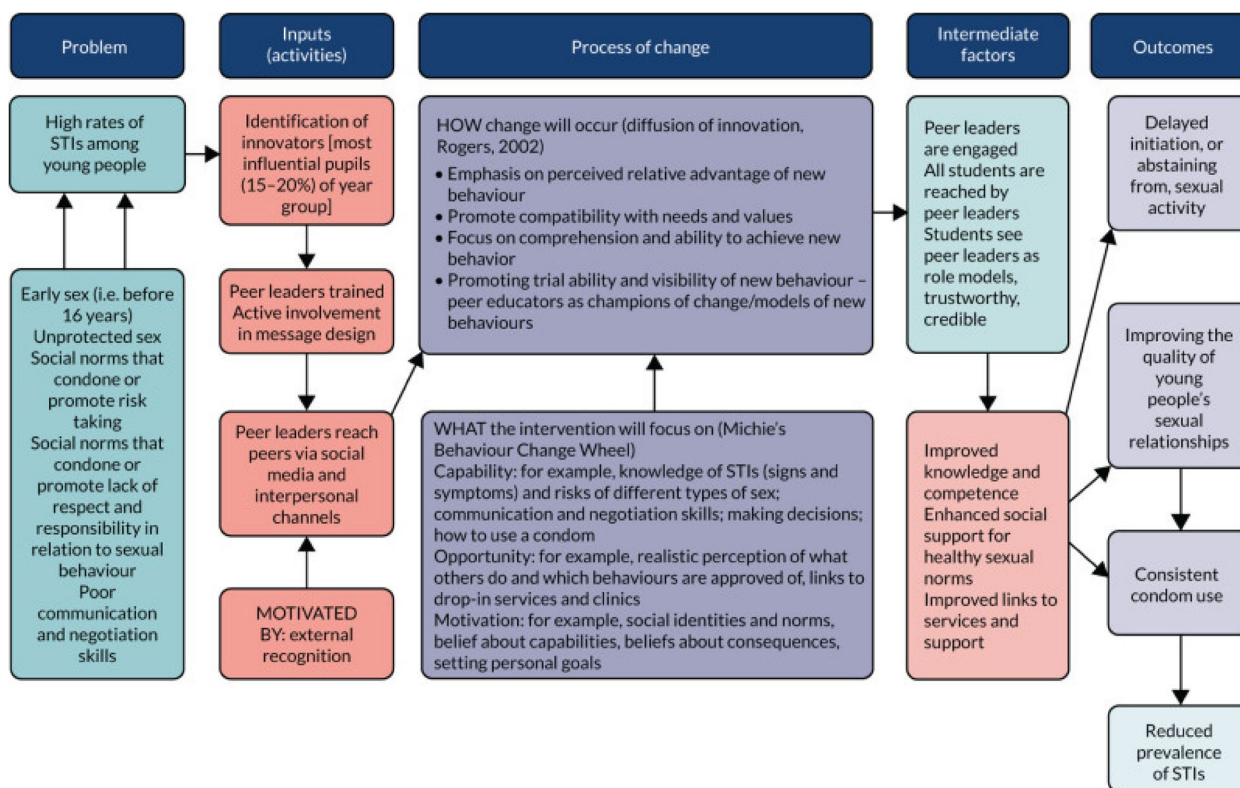 Problem
Inputs
(activities)
Process of change
Intermediate
factors
Outcomes
High rates of
STIs among
young people
Early sex (i.e. before
16 years)
Unprotected sex
Social norms that
condone or
promote risk
taking
Social norms that
condone or
promote lack of
respect and
responsibility in
relation to sexual
behaviour
Poor
communication
and negotiation
skills
Identification of
innovators [most
influential pupils
(15–20%) of year
group]
Peer leaders trained
Active involvement
in message design
Peer leaders reach
peers via social
media and
interpersonal
channels
MOTIVATED
BY: external
recognition
HOW change will occur (diffusion of innovation,
Rogers, 2002)
• Emphasis on perceived relative advantage of new
behaviour
• Promote compatibility with needs and values
• Focus on comprehension and ability to achieve new
behavior
• Promoting trial ability and visibility of new behaviour –
peer educators as champions of change/models of new
behaviours
WHAT the intervention will focus on (Michie's
Behaviour Change Wheel)
Capability: for example, knowledge of STIs (signs and
symptoms) and risks of different types of sex;
communication and negotiation skills; making decisions;
how to use a condom
Opportunity: for example, realistic perception of what
others do and which behaviours are approved of, links to
drop-in services and clinics
Motivation: for example, social identities and norms,
belief about capabilities, beliefs about consequences,
setting personal goals
Peer leaders
are engaged
All students are
reached by
peer leaders
Students see
peer leaders as
role models,
trustworthy,
credible
Improved
knowledge and
competence
Enhanced social
support for
healthy sexual
norms
Improved links to
services and
support
Delayed
initiation, or
abstaining
from, sexual
activity
Improving the
quality of
young
people's
sexual
relationships
Consistent
condom use
Reduced
prevalence
of STIs